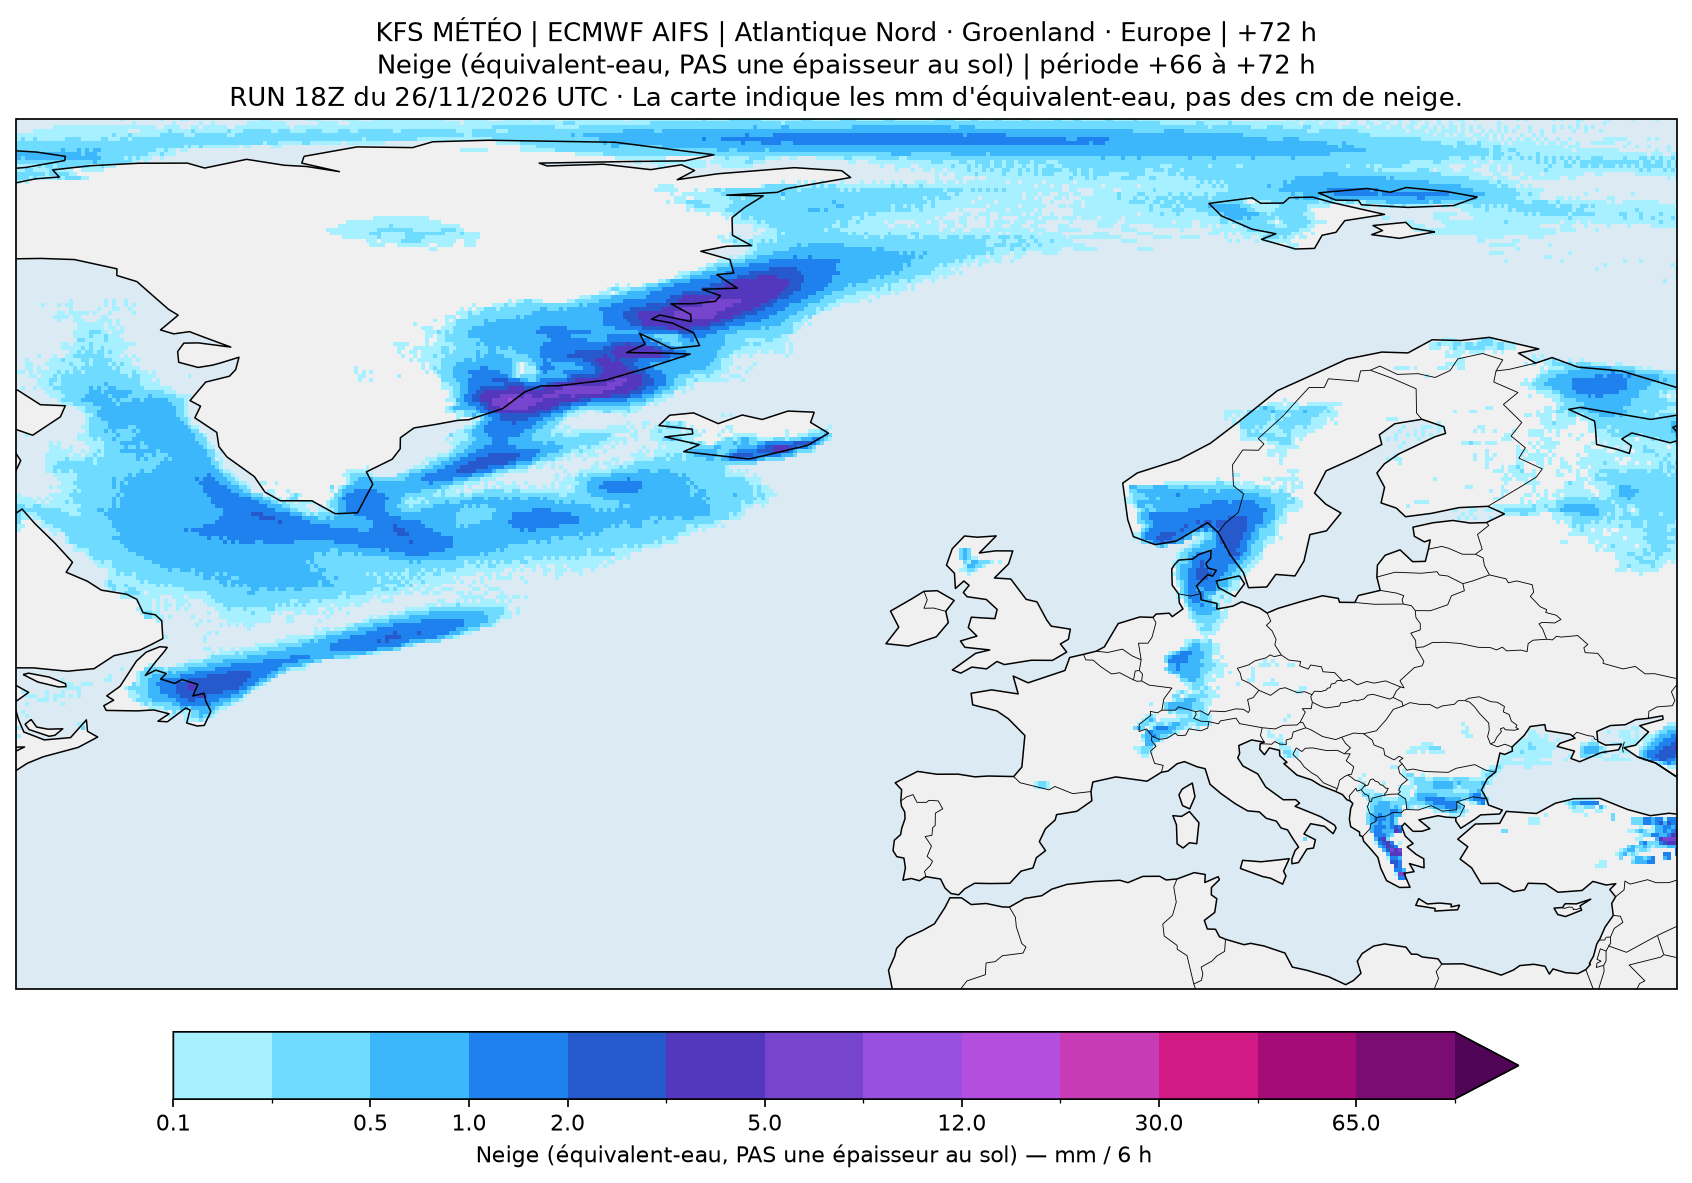 KFS MÉTÉO | ECMWF AIFS | Atlantique Nord · Groenland · Europe | +72 h
Neige (équivalent-eau, PAS une épaisseur au sol) | période +66 à +72 h
RUN 18Z du 26/11/2026 UTC · La carte indique les mm d'équivalent-eau, pas des cm de neige.
0.1 0.5 1.0 2.0 5.0 12.0 30.0 65.0
Neige (équivalent-eau, PAS une épaisseur au sol) — mm / 6 h